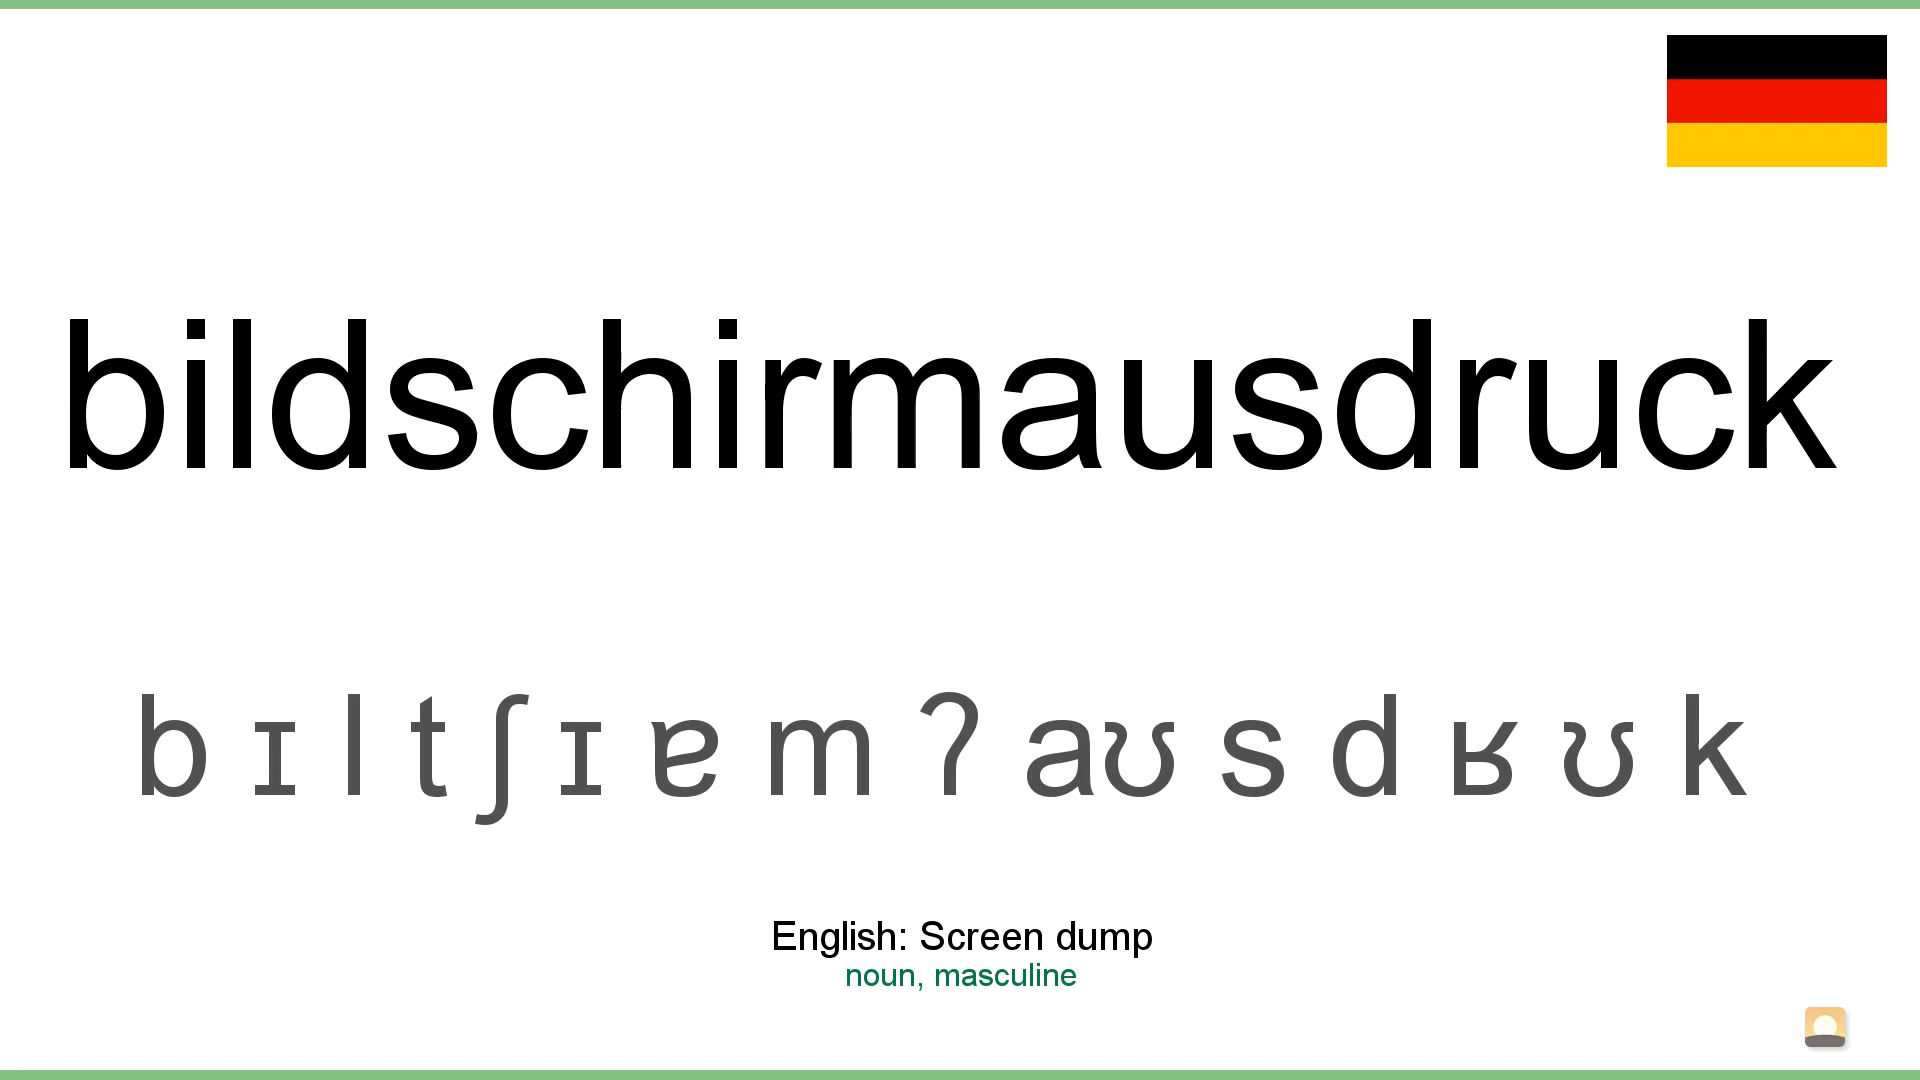 bildschirmausdruck
b ɪ l t ʃ ɪ ɐ m ʔ aʊ s d ʁ ʊ k
English: Screen dump
noun, masculine